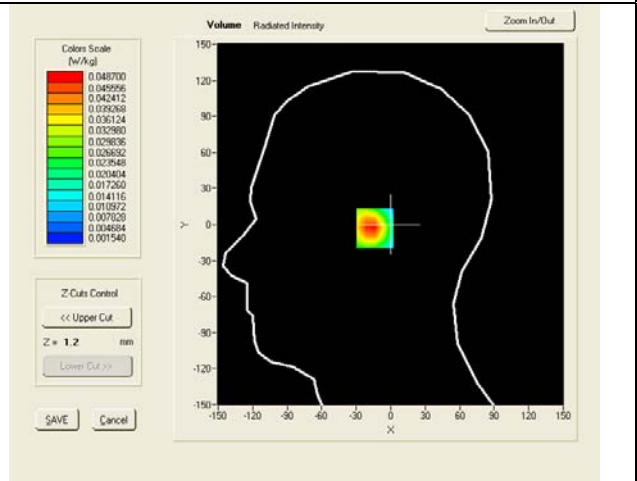 Volume Radiated Intensity
Zoom In/Out
Colors Scale
(W/kg)
0.048700
0.045556
0.042412
0.039268
0.036124
0.032980
0.029836
0.026692
0.023548
0.020404
0.017260
0.014116
0.010972
0.007828
0.004684
0.001540
Z-Cuts Control
<< Upper Cut
Z = 1.2 mm
Lower Cut >>
SAVE Cancel
150-
120-
90-
60-
30-
0-
-30-
-60-
-90-
-120-
-150-
Y
-150 -120 -90 -60 -30 0 30 60 90 120 150
X